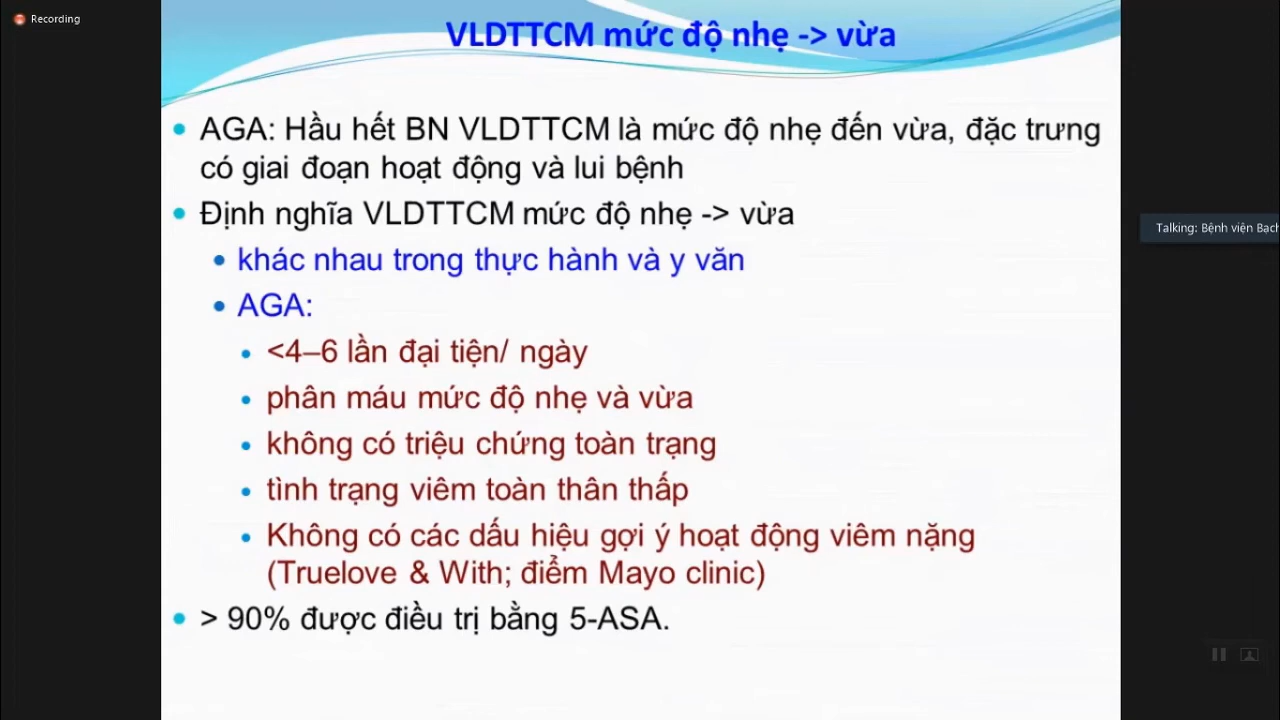 Recording
VLDTTCM mức độ nhẹ -> vừa
AGA: Hầu hết BN VLDTTCM là mức độ nhẹ đến vừa, đặc trưng
có giai đoạn hoạt động và lui bệnh
Định nghĩa VLDTTCM mức độ nhẹ -> vừa
khác nhau trong thực hành và y văn
AGA:
<4–6 lần đại tiện/ ngày
phân máu mức độ nhẹ và vừa
không có triệu chứng toàn trạng
tình trạng viêm toàn thân thấp
Không có các dấu hiệu gợi ý hoạt động viêm nặng
(Truelove & With; điểm Mayo clinic)
> 90% được điều trị bằng 5-ASA.
Talking: Bệnh viện Bạch